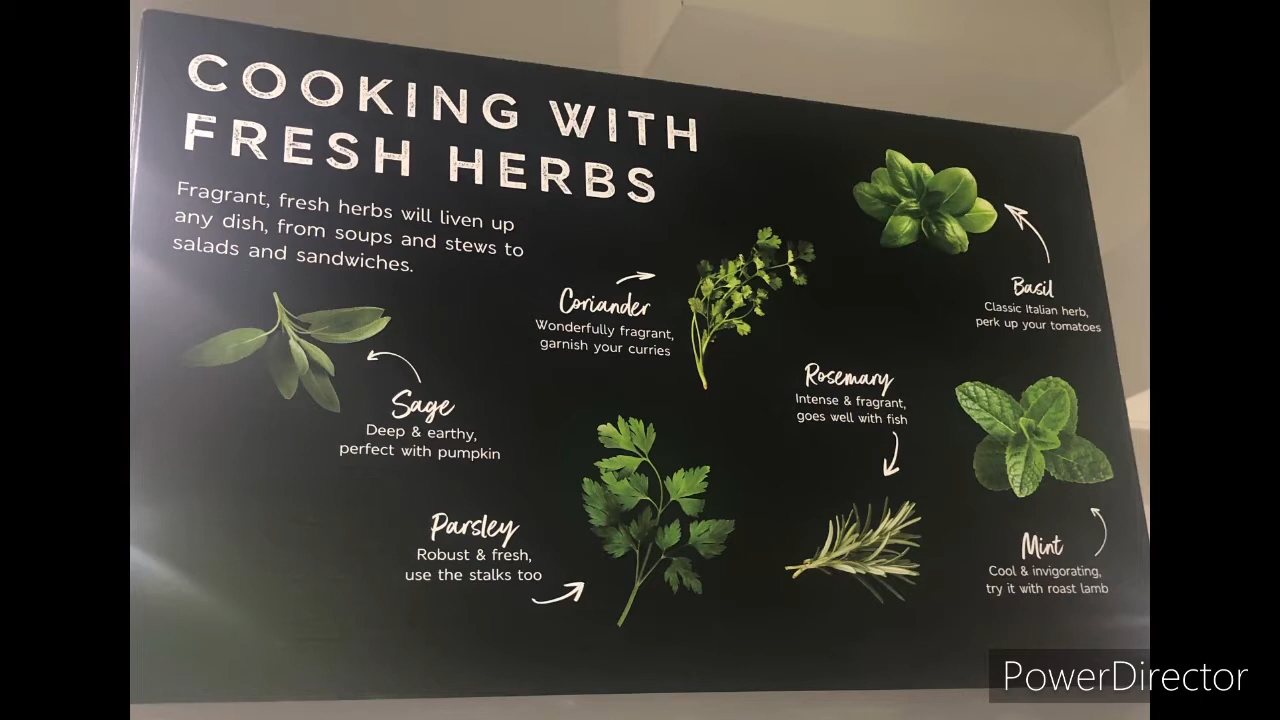 COOKING WITH
FRESH HERBS
Fragrant, fresh herbs will liven up
any dish, from soups and stews to
salads and sandwiches.
Basil
Classic Italian herb,
perk up your tomatoes
Coriander
Wonderfully fragrant,
garnish your curries
Rosemary
Intense & fragrant,
goes well with fish
Sage
Deep & earthy,
perfect with pumpkin
Parsley
Robust & fresh,
use the stalks too
Mint
Cool & invigorating,
try it with roast lamb
PowerDirector